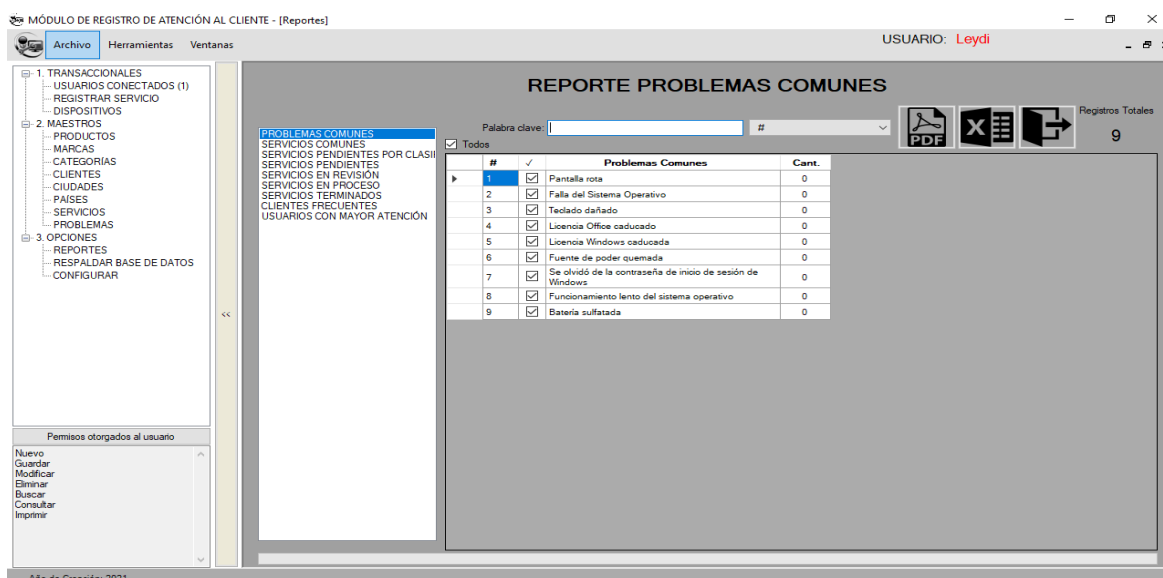 MÓDULO DE REGISTRO DE ATENCIÓN AL CLIENTE - [Reportes]
Archivo Herramientas Ventanas
USUARIO: Leydi
1. TRANSACCIONALES
USUARIOS CONECTADOS (1)
REGISTRAR SERVICIO
DISPOSITIVOS
2. MAESTROS
PRODUCTOS
MARCAS
CATEGORÍAS
CLIENTES
CIUDADES
PAÍSES
SERVICIOS
PROBLEMAS
3. OPCIONES
REPORTES
RESPALDAR BASE DE DATOS
CONFIGURAR
Permisos otorgados al usuario
Nuevo
Guardar
Modificar
Eliminar
Buscar
Consultar
Imprimir
<<
PROBLEMAS COMUNES
SERVICIOS COMUNES
SERVICIOS PENDIENTES POR CLASII
SERVICIOS PENDIENTES
SERVICIOS EN REVISIÓN
SERVICIOS EN PROCESO
SERVICIOS TERMINADOS
CLIENTES FRECUENTES
USUARIOS CON MAYOR ATENCIÓN
REPORTE PROBLEMAS COMUNES
Palabra clave: #
PDF
X
Registros Totales
9
Todos
# ✓ Problemas Comunes Cant.
1 Pantalla rota 0
2 Falla del Sistema Operativo 0
3 Teclado dañado 0
4 Licencia Office caducado 0
5 Licencia Windows caducada 0
6 Fuente de poder quemada 0
7 Se olvidó de la contraseña de inicio de sesión de Windows 0
8 Funcionamiento lento del sistema operativo 0
9 Batería sulfatada 0
Año de Creación: 2021